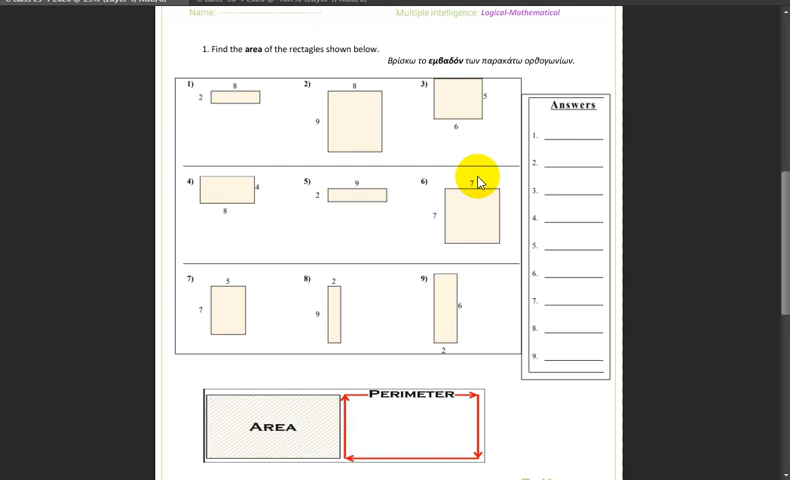 Name:
Multiple intelligence: Logical-Mathematical
1. Find the area of the rectagles shown below.
Βρίσκω το εμβαδόν των παρακάτω ορθογωνίων.
1) 8 2
2) 8 9
3) 5 6
4) 4 8
5) 9 2
6) 7 7
7) 5 7
8) 2 9
9) 6 2
Answers
1.
2.
3.
4.
5.
6.
7.
8.
9.
AREA
PERIMETER